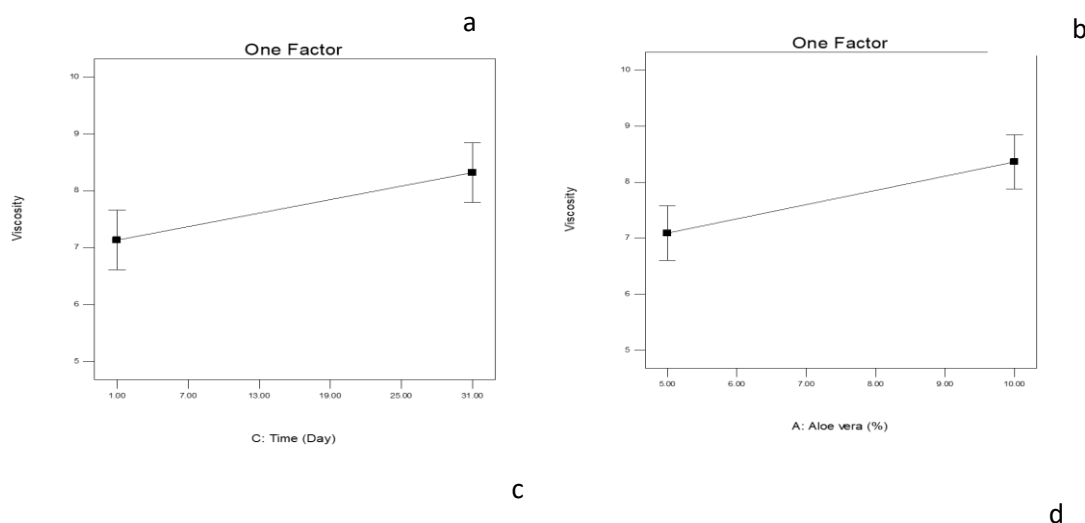 a
One Factor
10
9
8
7
6
5
Viscosity
1.00 7.00 13.00 19.00 25.00 31.00
C: Time (Day)
b
One Factor
10
9
8
7
6
5
Viscosity
5.00 6.00 7.00 8.00 9.00 10.00
A: Aloe vera (%)
c
d